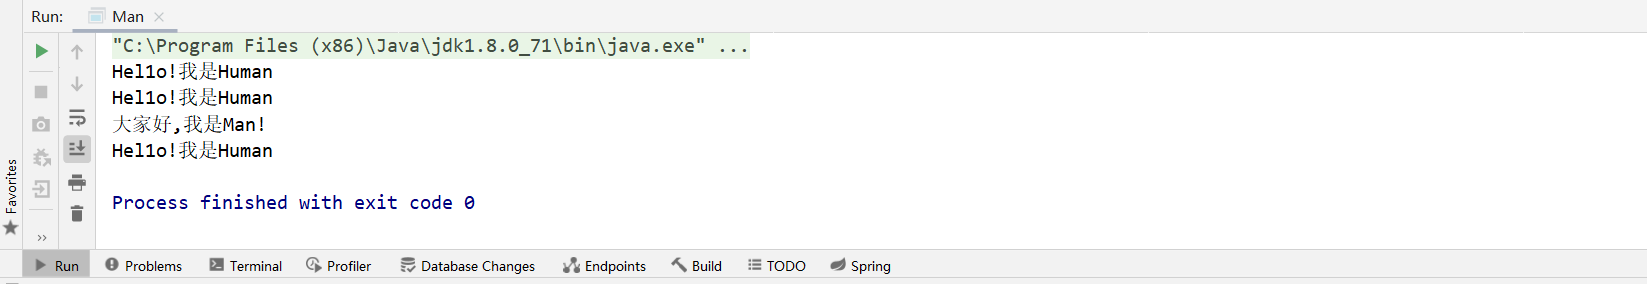 Run: Man
"C:\Program Files (x86)\Java\jdk1.8.0_71\bin\java.exe" ...
Hel1o!我是Human
Hel1o!我是Human
大家好,我是Man!
Hel1o!我是Human
Process finished with exit code 0
Favorites
Run Problems Terminal Profiler Database Changes Endpoints Build TODO Spring